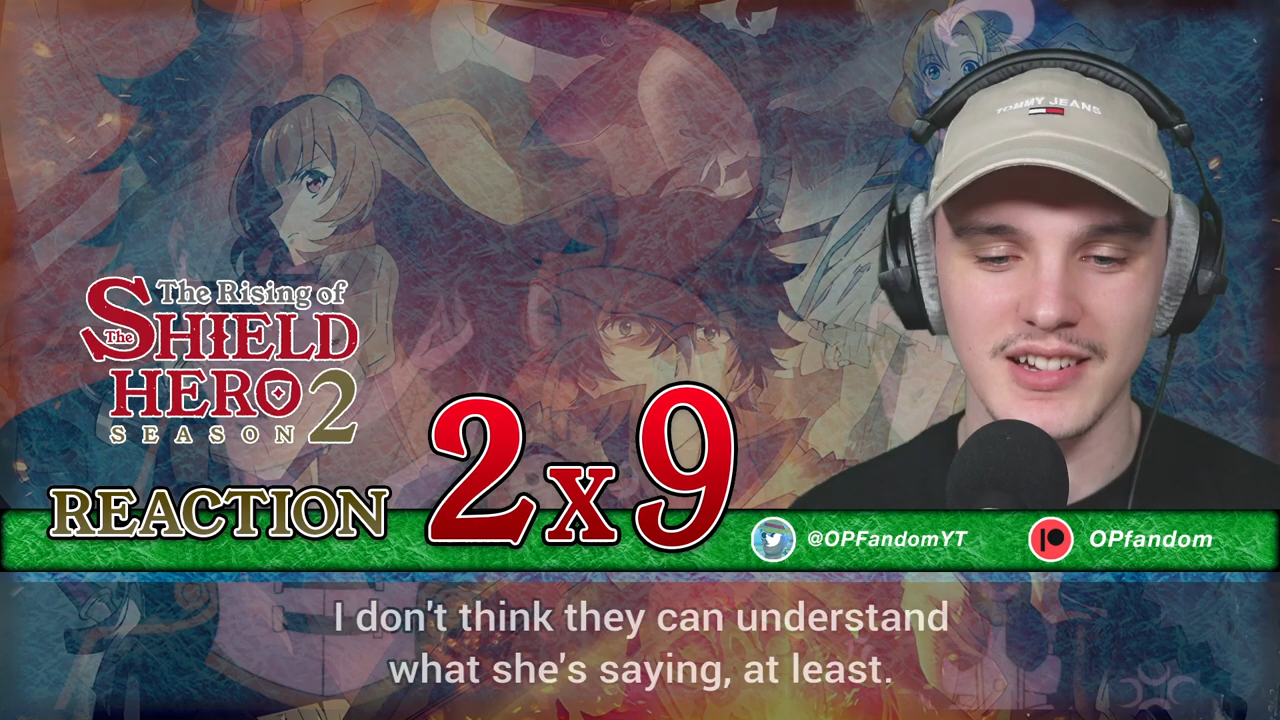 TOMMY JEANS
The Rising of
The SHIELD
HERO 2
SEASON
REACTION
2x9
@OPFandomYT
OPfandom
I don't think they can understand
what she's saying, at least.